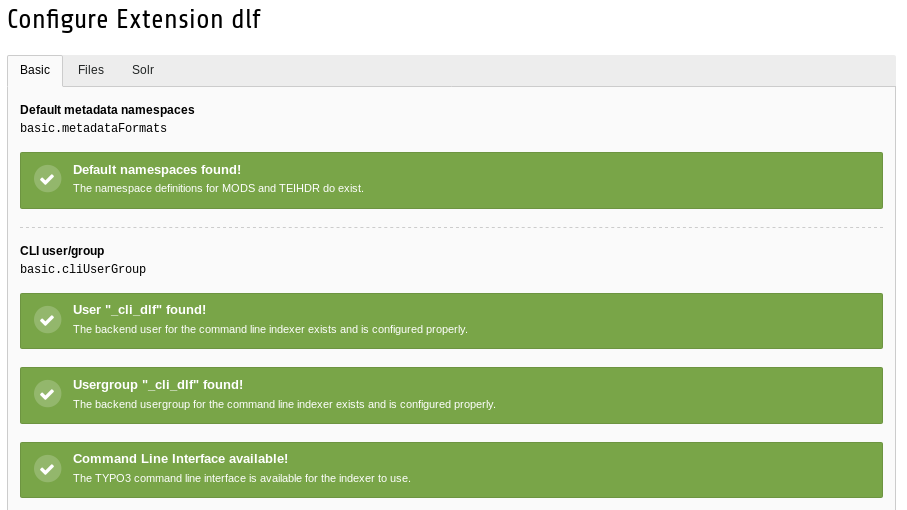 Configure Extension dlf
Basic Files Solr
Default metadata namespaces
basic.metadataFormats
Default namespaces found!
The namespace definitions for MODS and TEIHDR do exist.
CLI user/group
basic.cliUserGroup
User "_cli_dlf" found!
The backend user for the command line indexer exists and is configured properly.
Usergroup "_cli_dlf" found!
The backend usergroup for the command line indexer exists and is configured properly.
Command Line Interface available!
The TYPO3 command line interface is available for the indexer to use.